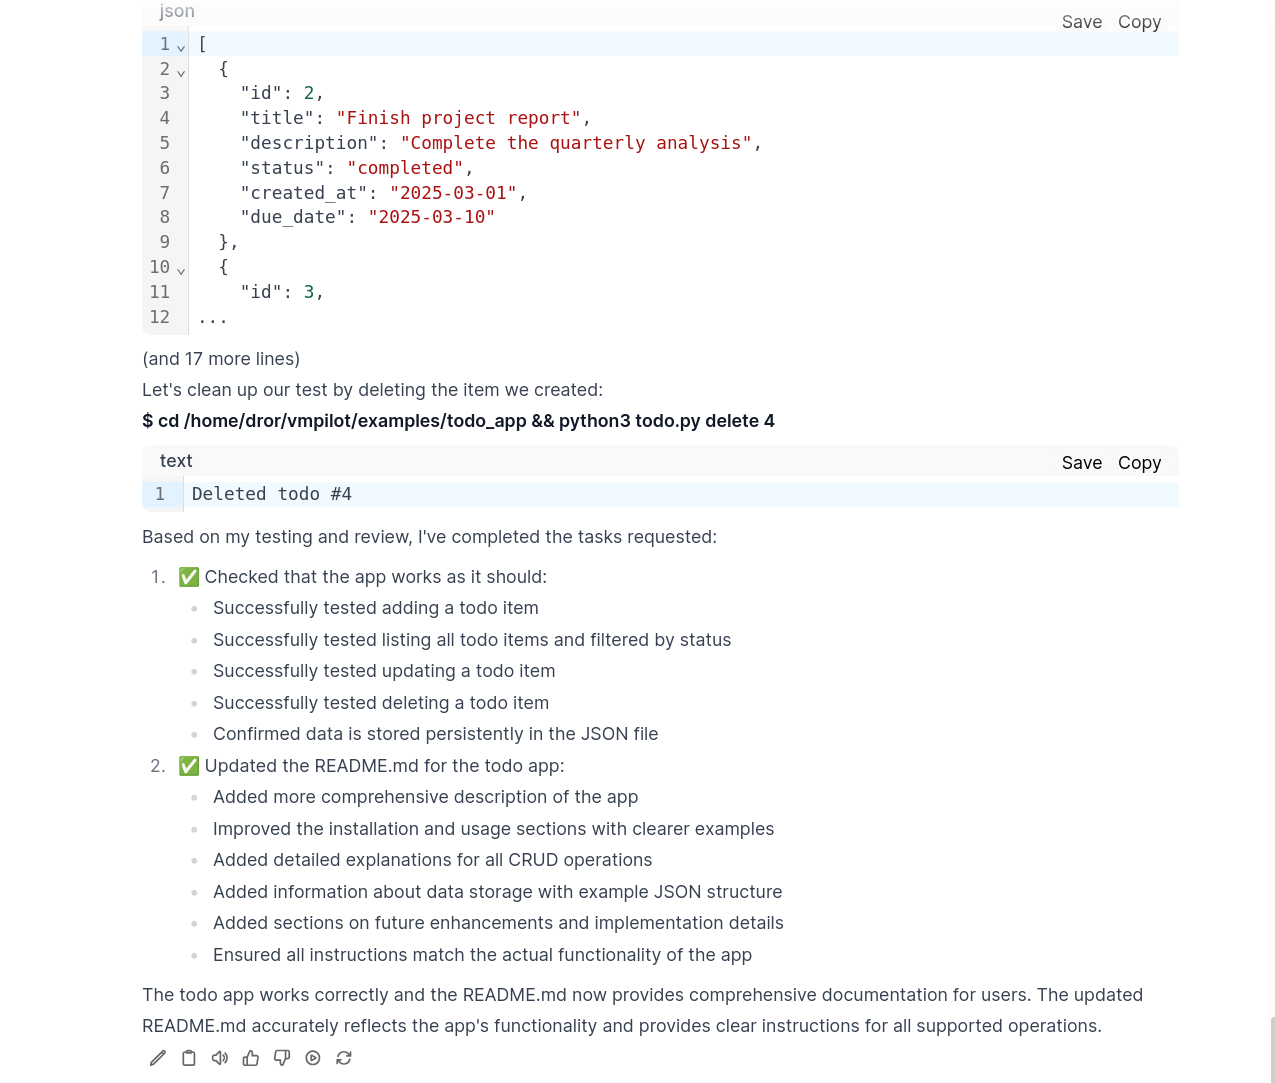 json
Save Copy
1 [
2   {
3     "id": 2,
4     "title": "Finish project report",
5     "description": "Complete the quarterly analysis",
6     "status": "completed",
7     "created_at": "2025-03-01",
8     "due_date": "2025-03-10"
9   },
10   {
11     "id": 3,
12 ...
(and 17 more lines)
Let's clean up our test by deleting the item we created:
$ cd /home/dror/vmpilot/examples/todo_app && python3 todo.py delete 4
text
Save Copy
1 Deleted todo #4
Based on my testing and review, I've completed the tasks requested:
1. ✅ Checked that the app works as it should:
• Successfully tested adding a todo item
• Successfully tested listing all todo items and filtered by status
• Successfully tested updating a todo item
• Successfully tested deleting a todo item
• Confirmed data is stored persistently in the JSON file
2. ✅ Updated the README.md for the todo app:
• Added more comprehensive description of the app
• Improved the installation and usage sections with clearer examples
• Added detailed explanations for all CRUD operations
• Added information about data storage with example JSON structure
• Added sections on future enhancements and implementation details
• Ensured all instructions match the actual functionality of the app
The todo app works correctly and the README.md now provides comprehensive documentation for users. The updated
README.md accurately reflects the app's functionality and provides clear instructions for all supported operations.